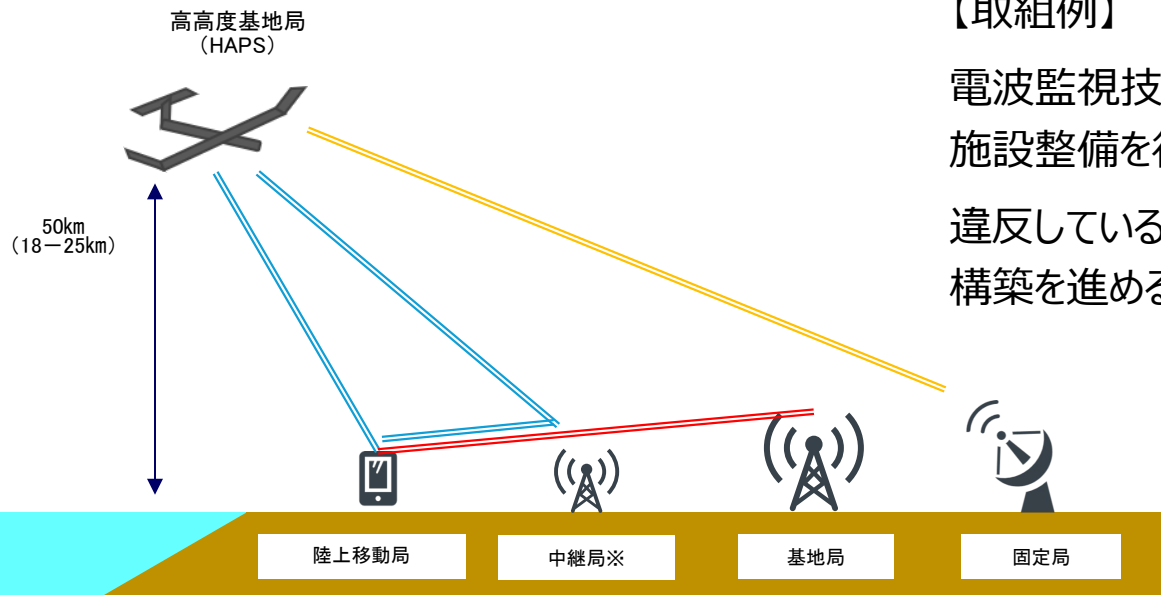 高高度基地局
（HAPS）
50km
（18－25km）
陸上移動局
中継局※
基地局
固定局
【取組例】
電波監視技
施設整備を
違反している
構築を進める